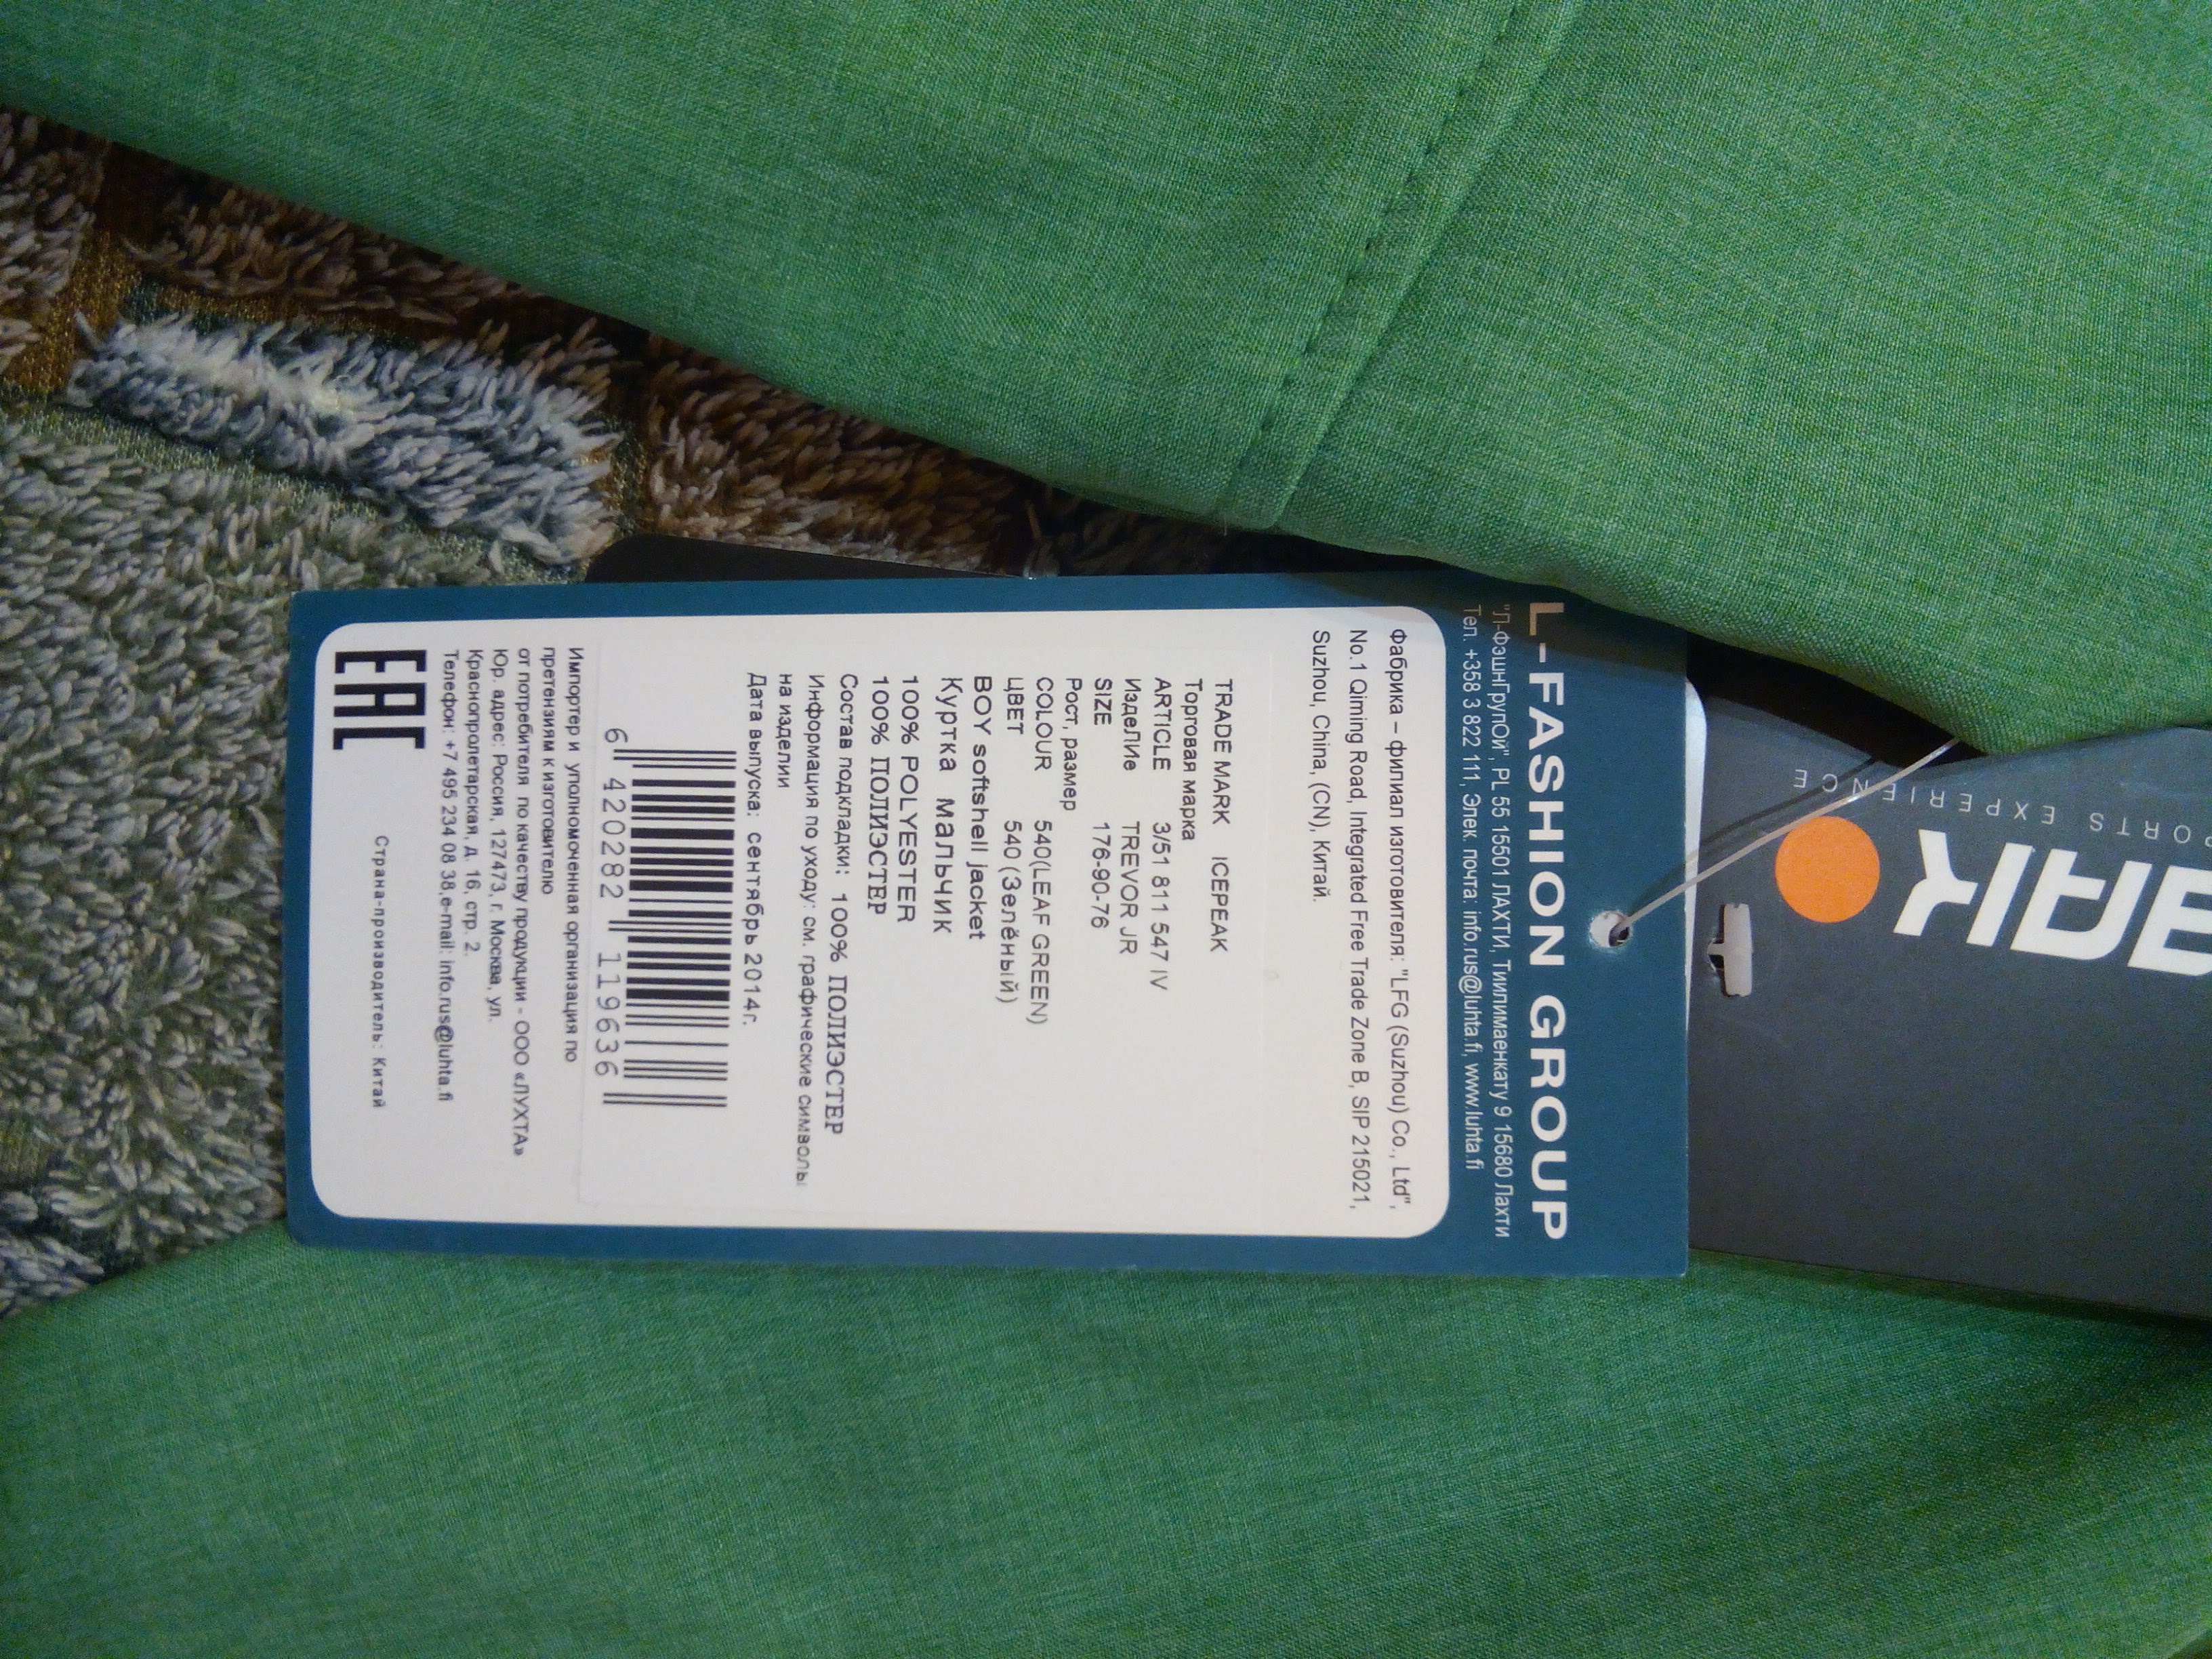 L-FASHION GROUP
"Л-ФэшнГрупОй", PL 55 15501 ЛАХТИ, Тиилимаенкату 9 15680 Лахти
Тел. +358 3 822 111, Элек. почта: info.rus@luhta.fi, www.luhta.fi
Фабрика – филиал изготовителя: "LFG (Suzhou) Co., Ltd",
No.1 Qiming Road, Integrated Free Trade Zone B, SIP 215021,
Suzhou, China, (CN), Китай.
TRADE MARK ICEPEAK
Торговая марка
ARTICLE 3/51 811 547 IV
ИзделИе TREVOR JR
SIZE 176-90-76
Рост, размер
COLOUR 540(LEAF GREEN)
ЦВЕТ 540 (Зелёный)
BOY softshell jacket
Куртка мальчик
100% POLYESTER
100% ПОЛИЭСТЕР
Состав подкладки: 100% ПОЛИЭСТЕР
Информация по уходу: см. графические символы
на изделии
Дата выпуска: сентябрь 2014г.
6 420282 119636
Импортер и уполномоченная организация по
претензиям к изготовителю
от потребителя по качеству продукции - ООО «ЛУХТА»
Юр. адрес: Россия, 127473, г. Москва, ул.
Краснопролетарская, д. 16, стр. 2.
Телефон: +7 495 234 08 38,e-mail: info.rus@luhta.fi
Страна-производитель: Китай
EAC
EAK
ORTS EXPERIENCE